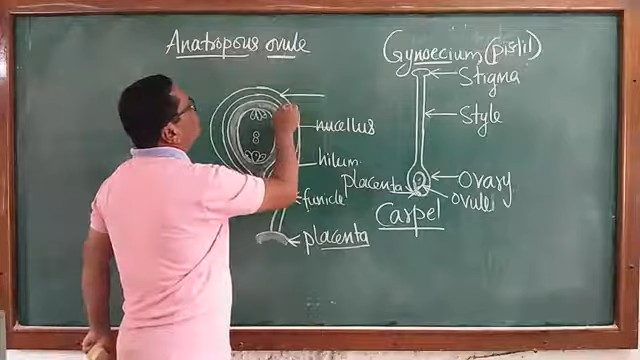 Anatropous ovule
nucellus
hilum
funicle
placenta
Gynoecium (pistil)
Stigma
Style
Ovary
ovules
placenta
Carpel